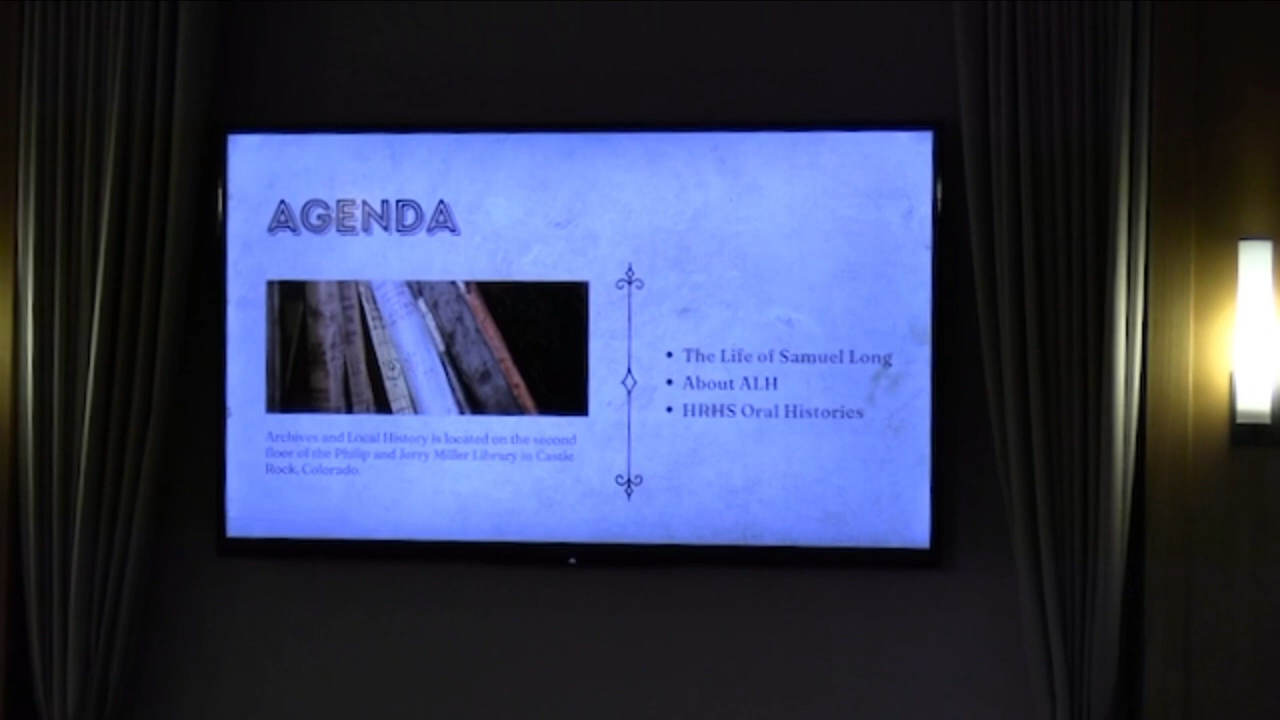 AGENDA
Archives and Local History is located on the second
floor of the Philip and Jerry Miller Library in Castle
Rock, Colorado.
• The Life of Samuel Long
• About ALH
• HRHS Oral Histories